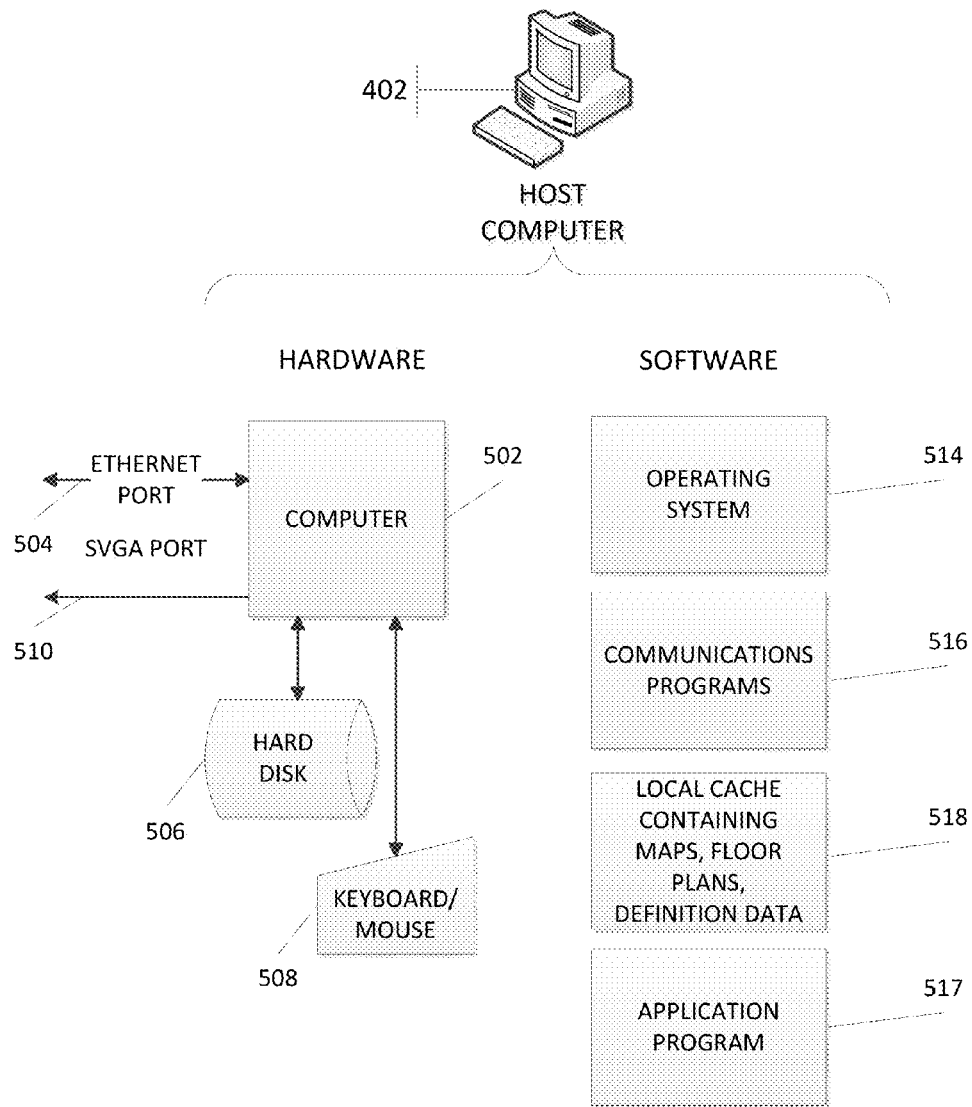 402
HOST
COMPUTER
HARDWARE
SOFTWARE
ETHERNET
PORT
504
SVGA PORT
510
COMPUTER
502
HARD
DISK
506
KEYBOARD/
MOUSE
508
OPERATING
SYSTEM
514
COMMUNICATIONS
PROGRAMS
516
LOCAL CACHE
CONTAINING
MAPS, FLOOR
PLANS,
DEFINITION DATA
518
APPLICATION
PROGRAM
517